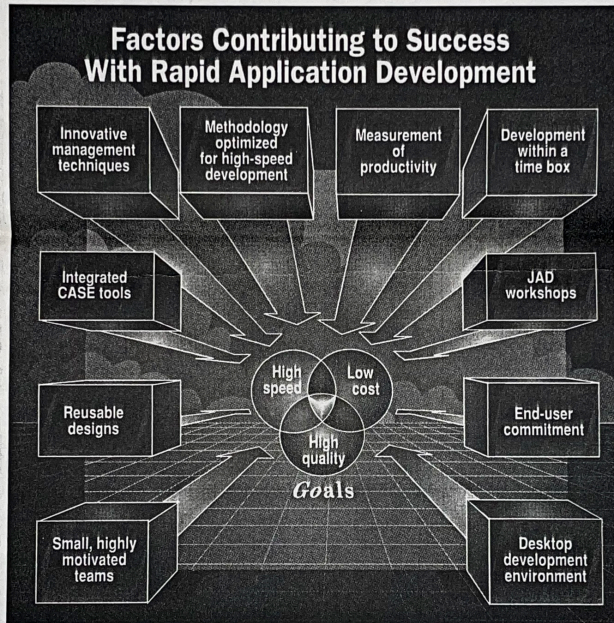 Factors Contributing to Success
With Rapid Application Development
Innovative
management
techniques
Methodology
optimized
for high-speed
development
Measurement
of
productivity
Development
within a
time box
Integrated
CASE tools
JAD
workshops
High
speed
Low
cost
High
quality
Goals
Reusable
designs
End-user
commitment
Small, highly
motivated
teams
Desktop
development
environment